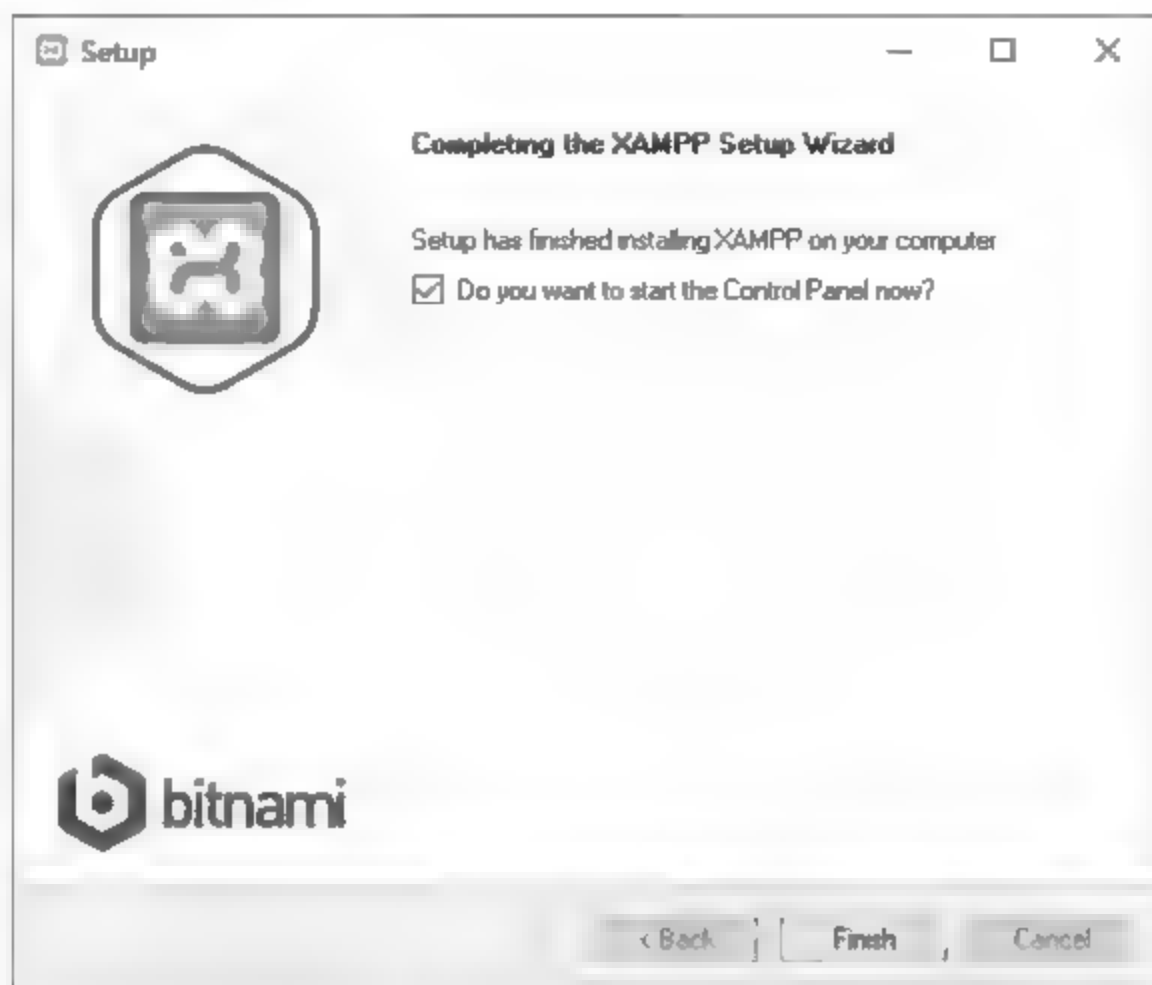 Setup
Completing the XAMPP Setup Wizard
Setup has finished installing XAMPP on your computer
Do you want to start the Control Panel now?
bitnami
< Back
Finish
Cancel